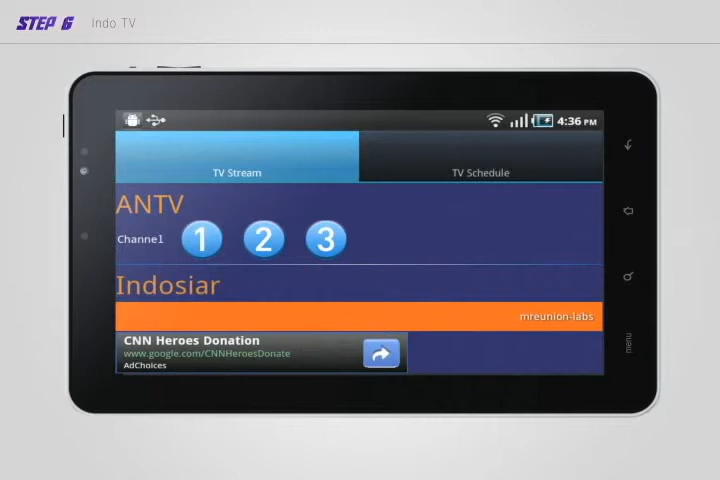 STEP 6 Indo TV
4:36 PM
TV Stream
TV Schedule
ANTV
Channel 1 2 3
Indosiar
mreunion-labs
CNN Heroes Donation
www.google.com/CNNHeroesDonate
AdChoices
menu